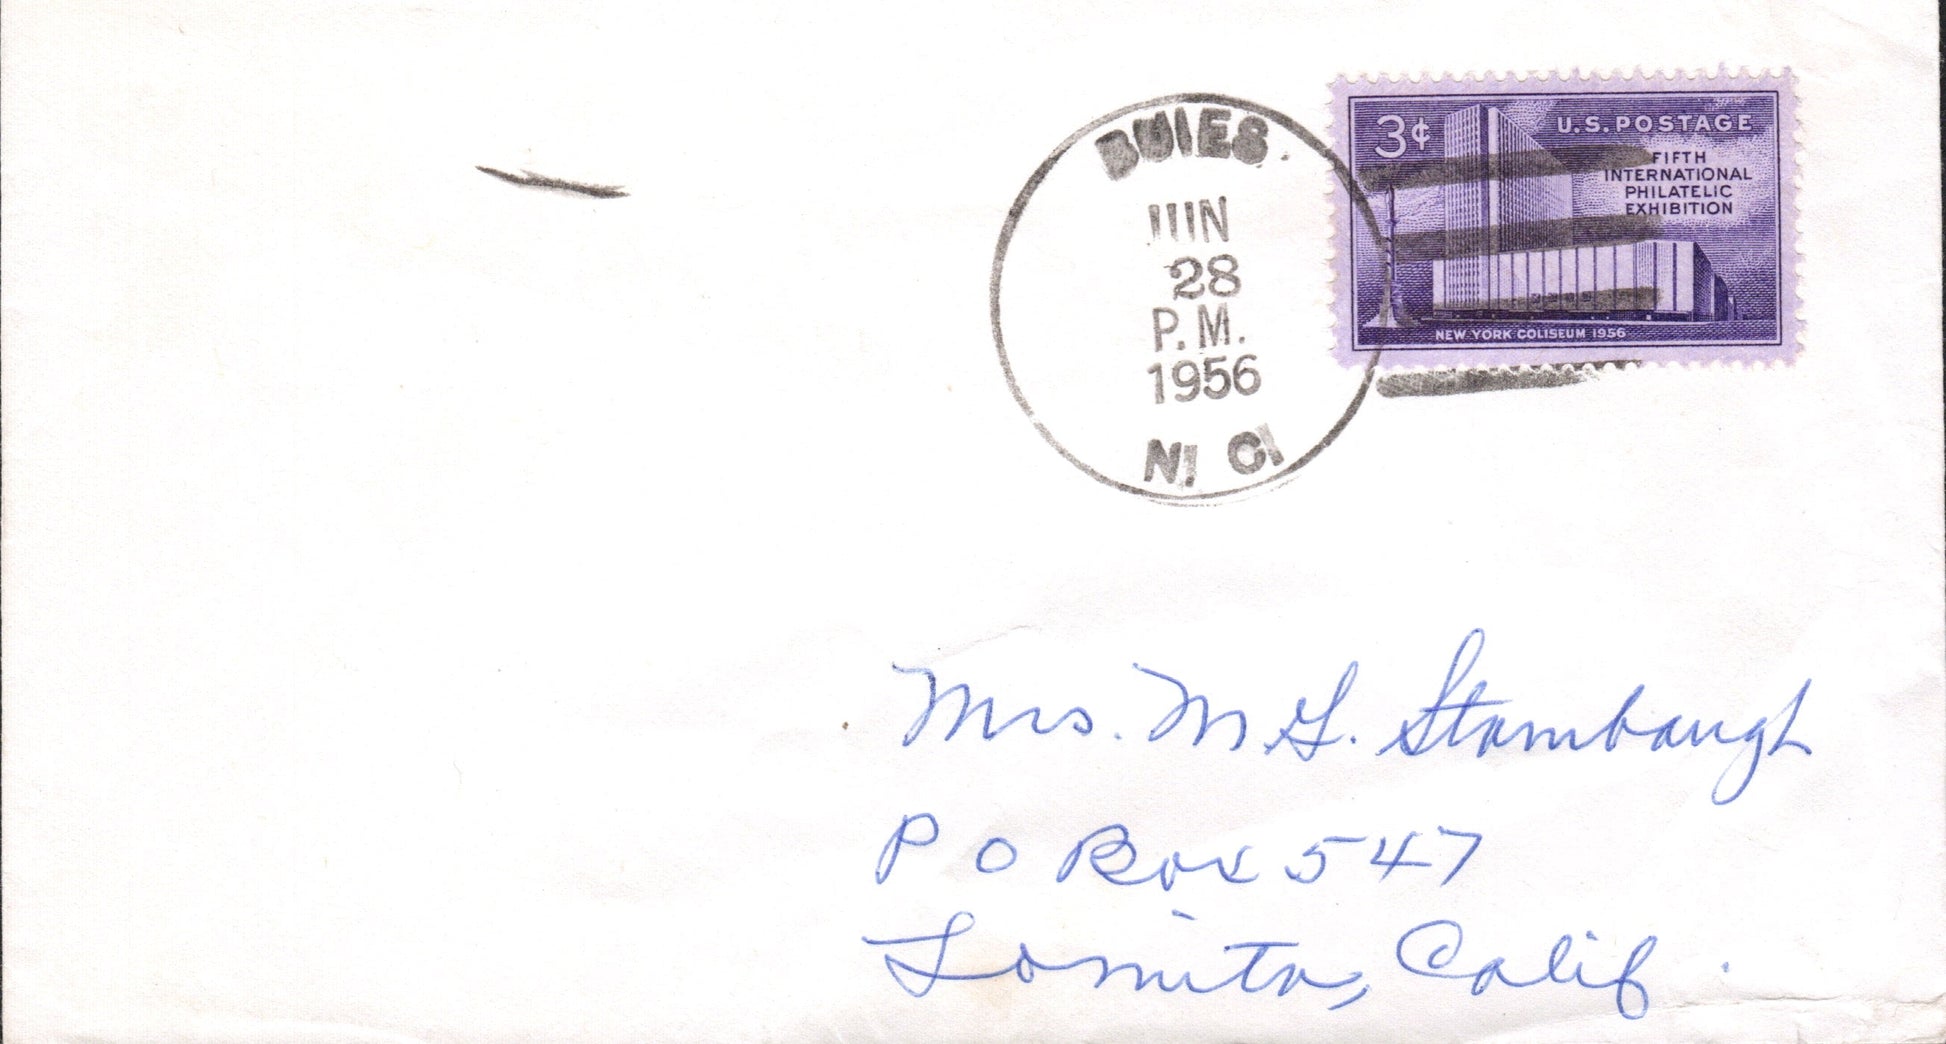 BUIES
JUN
28
P.M.
1956
N. C.
3¢
U.S. POSTAGE
FIFTH
INTERNATIONAL
PHILATELIC
EXHIBITION
NEW YORK COLISEUM 1956
Mrs. M. G. Stambaugh
P O Box 547
Lomita, Calif.